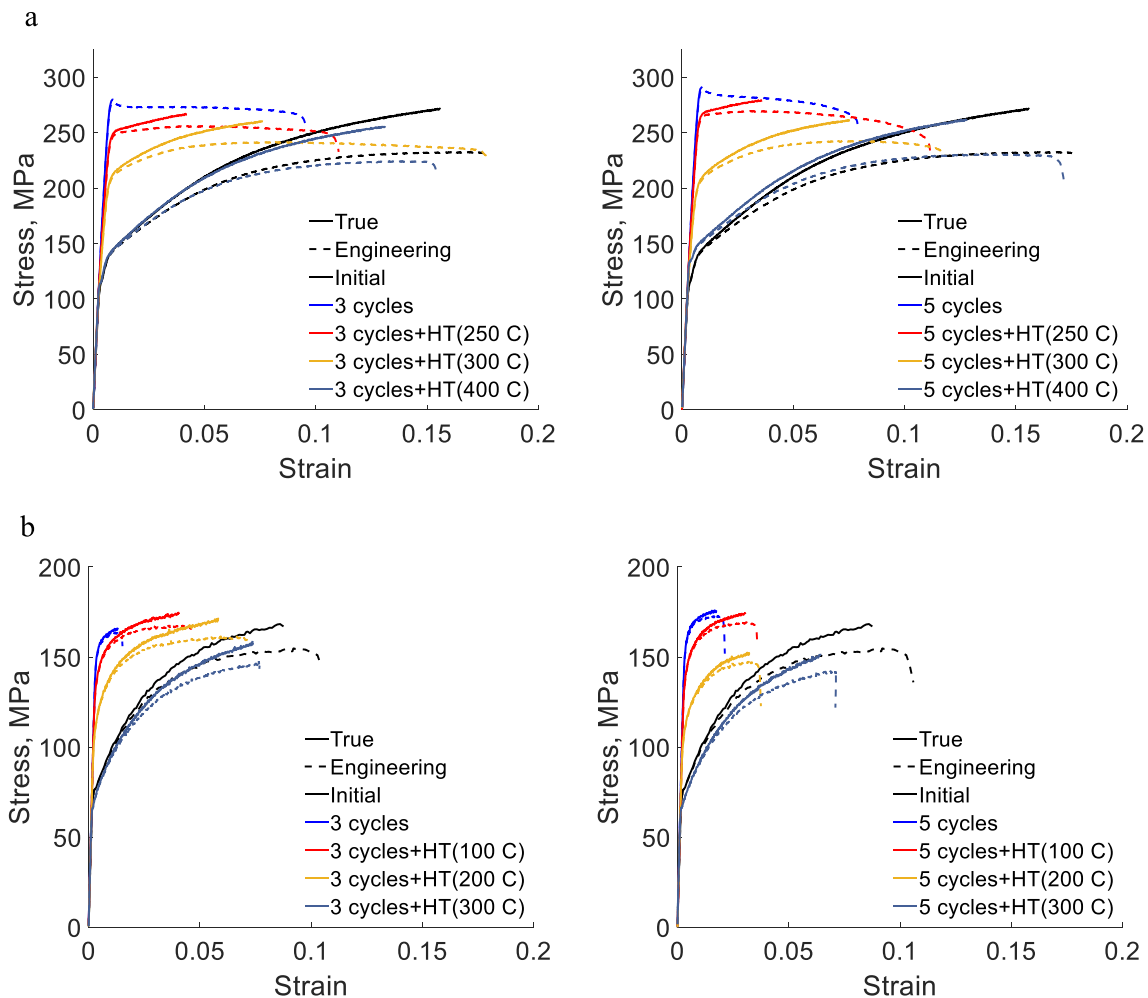 a
300
250
200
150
100
50
0
Stress, MPa
True
Engineering
Initial
3 cycles
3 cycles+HT(250 C)
3 cycles+HT(300 C)
3 cycles+HT(400 C)
0
0.05
0.1
0.15
0.2
Strain
300
250
200
150
100
50
0
Stress, MPa
True
Engineering
Initial
5 cycles
5 cycles+HT(250 C)
5 cycles+HT(300 C)
5 cycles+HT(400 C)
0
0.05
0.1
0.15
0.2
Strain
b
200
150
100
50
0
Stress, MPa
True
Engineering
Initial
3 cycles
3 cycles+HT(100 C)
3 cycles+HT(200 C)
3 cycles+HT(300 C)
0
0.05
0.1
0.15
0.2
Strain
200
150
100
50
0
Stress, MPa
True
Engineering
Initial
5 cycles
5 cycles+HT(100 C)
5 cycles+HT(200 C)
5 cycles+HT(300 C)
0
0.05
0.1
0.15
0.2
Strain